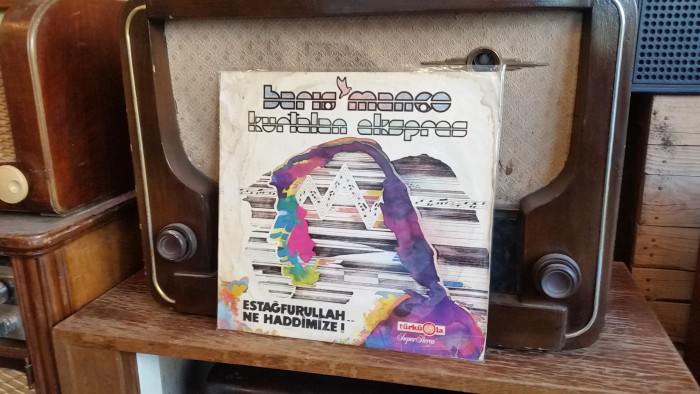 barış manço
kurtalan ekspres
ESTAĞFURULLAH..
NE HADDİMİZE!
türküola
Super Stereo